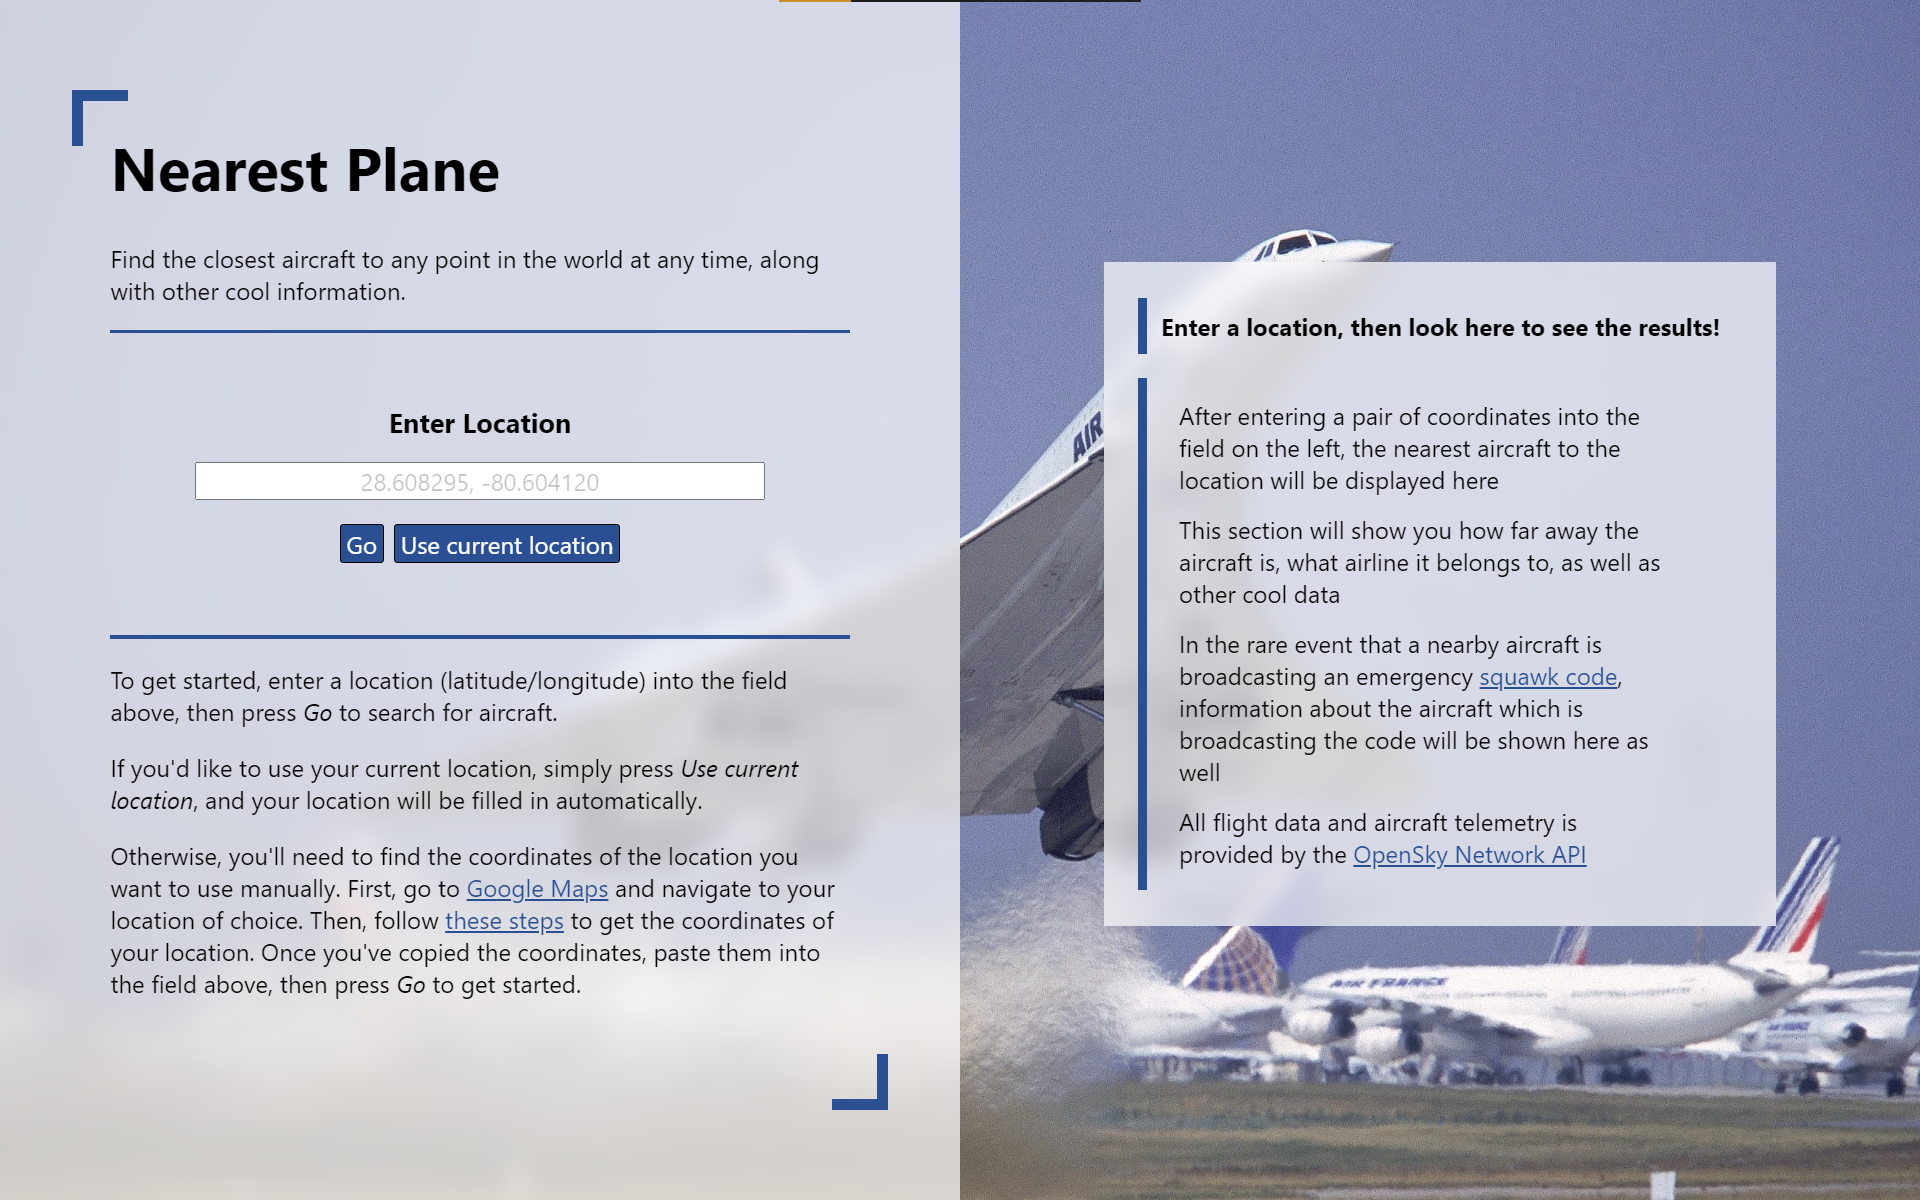 Nearest Plane
Find the closest aircraft to any point in the world at any time, along
with other cool information.
Enter Location
28.608295, -80.604120
Go Use current location
To get started, enter a location (latitude/longitude) into the field
above, then press Go to search for aircraft.
If you'd like to use your current location, simply press Use current
location, and your location will be filled in automatically.
Otherwise, you'll need to find the coordinates of the location you
want to use manually. First, go to Google Maps and navigate to your
location of choice. Then, follow these steps to get the coordinates of
your location. Once you've copied the coordinates, paste them into
the field above, then press Go to get started.
Enter a location, then look here to see the results!
After entering a pair of coordinates into the
field on the left, the nearest aircraft to the
location will be displayed here
This section will show you how far away the
aircraft is, what airline it belongs to, as well as
other cool data
In the rare event that a nearby aircraft is
broadcasting an emergency squawk code,
information about the aircraft which is
broadcasting the code will be shown here as
well
All flight data and aircraft telemetry is
provided by the OpenSky Network API
AIR
AIR FRANCE
AIR FRANCE